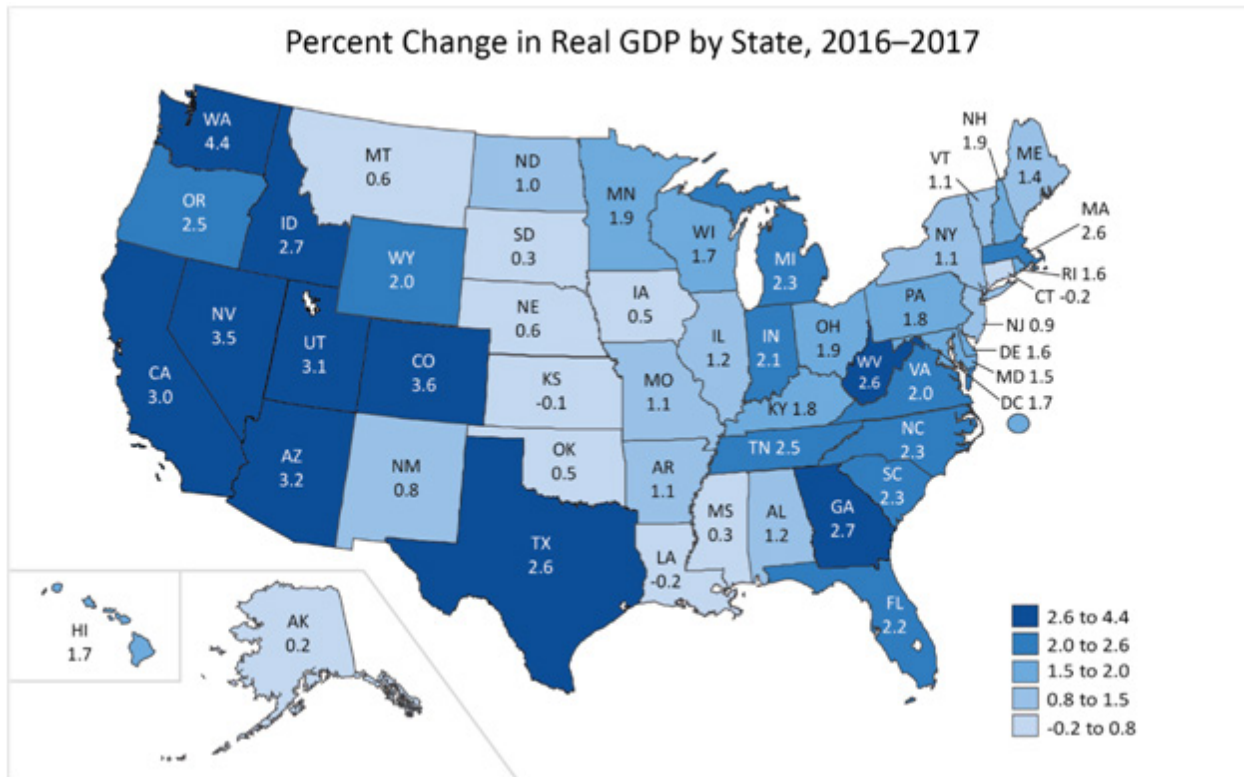 Percent Change in Real GDP by State, 2016–2017
WA
4.4
OR
2.5
ID
2.7
MT
0.6
ND
1.0
MN
1.9
WI
1.7
MI
2.3
NH
1.9
VT
1.1
ME
1.4
MA
2.6
NY
1.1
RI 1.6
CT -0.2
PA
1.8
NJ 0.9
DE 1.6
MD 1.5
DC 1.7
SD
0.3
WY
2.0
NE
0.6
IA
0.5
IL
1.2
IN
2.1
OH
1.9
WV
2.6
VA
2.0
NV
3.5
UT
3.1
CO
3.6
CA
3.0
KS
-0.1
MO
1.1
KY 1.8
NC
2.3
TN 2.5
SC
2.3
AZ
3.2
NM
0.8
OK
0.5
AR
1.1
MS
0.3
AL
1.2
GA
2.7
TX
2.6
LA
-0.2
FL
2.2
HI
1.7
AK
0.2
2.6 to 4.4
2.0 to 2.6
1.5 to 2.0
0.8 to 1.5
-0.2 to 0.8